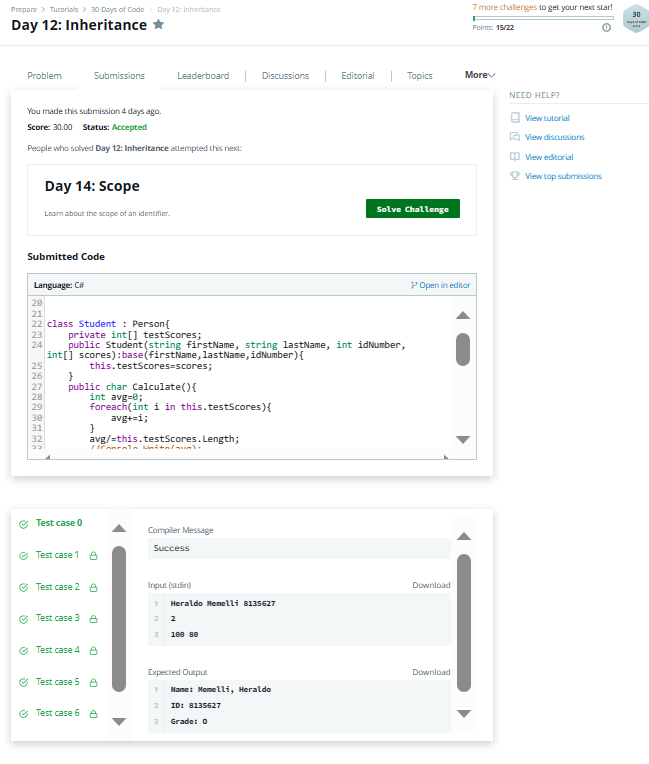 Prepare > Tutorials > 30 Days of Code > Day 12: Inheritance
Day 12: Inheritance
7 more challenges to get your next star!
Points: 15/22
30
Problem Submissions Leaderboard Discussions Editorial Topics More
NEED HELP?
View tutorial
View discussions
View editorial
View top submissions
You made this submission 4 days ago.
Score: 30.00 Status: Accepted
People who solved Day 12: Inheritance attempted this next:
Day 14: Scope
Learn about the scope of an identifier.
Solve Challenge
Submitted Code
Language: C# Open in editor
20
21
22 class Student : Person{
23 private int[] testScores;
24 public Student(string firstName, string lastName, int idNumber,
int[] scores):base(firstName,lastName,idNumber){
25 this.testScores=scores;
26 }
27 public char Calculate(){
28 int avg=0;
29 foreach(int i in this.testScores){
30 avg+=i;
31 }
32 avg/=this.testScores.Length;
33 //Console.Write(avg);
Test case 0
Test case 1
Test case 2
Test case 3
Test case 4
Test case 5
Test case 6
Compiler Message
Success
Input (stdin) Download
1 Heraldo Memelli 8135627
2 2
3 100 80
Expected Output Download
1 Name: Memelli, Heraldo
2 ID: 8135627
3 Grade: O